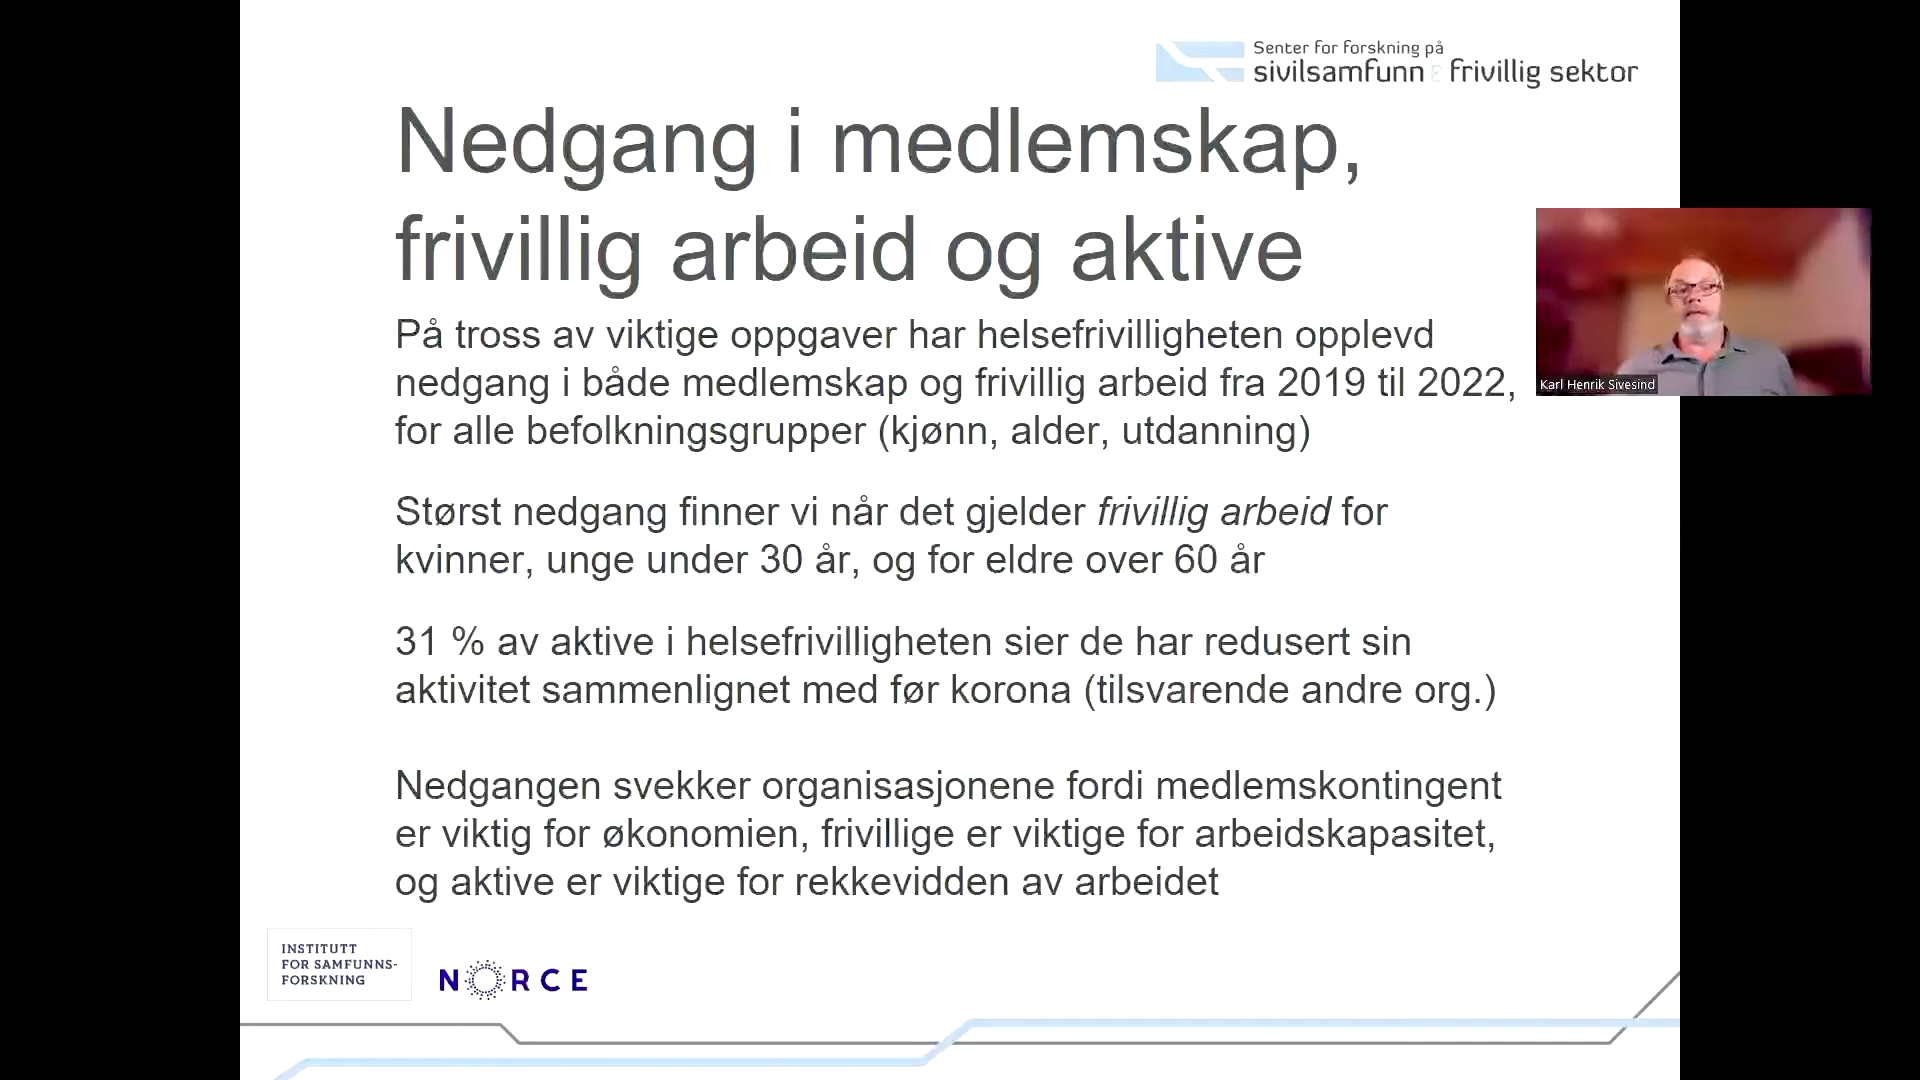 Senter for forskning på
sivilsamfunn & frivillig sektor
Nedgang i medlemskap,
frivillig arbeid og aktive
På tross av viktige oppgaver har helsefrivilligheten opplevd
nedgang i både medlemskap og frivillig arbeid fra 2019 til 2022,
for alle befolkningsgrupper (kjønn, alder, utdanning)
Størst nedgang finner vi når det gjelder frivillig arbeid for
kvinner, unge under 30 år, og for eldre over 60 år
31 % av aktive i helsefrivilligheten sier de har redusert sin
aktivitet sammenlignet med før korona (tilsvarende andre org.)
Nedgangen svekker organisasjonene fordi medlemskontingent
er viktig for økonomien, frivillige er viktige for arbeidskapasitet,
og aktive er viktige for rekkevidden av arbeidet
Karl Henrik Sivesind
INSTITUTT
FOR SAMFUNNS-
FORSKNING
NORCE